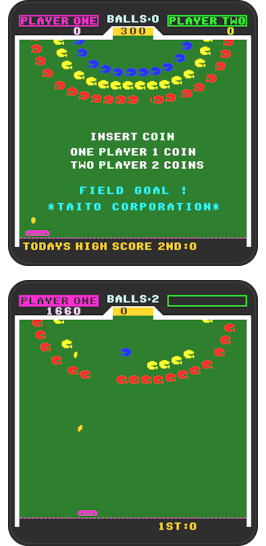 PLAYER ONE BALLS·0 PLAYER TWO
0 300 0
INSERT COIN
ONE PLAYER 1 COIN
TWO PLAYER 2 COINS
FIELD GOAL !
*TAITO CORPORATION*
TODAYS HIGH SCORE 2ND:0
PLAYER ONE BALLS·2
1660 0
1ST:0